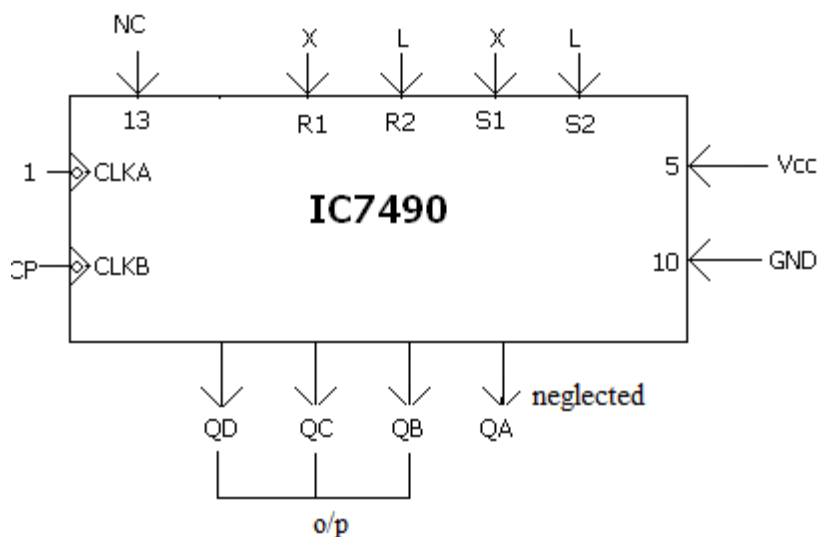 NC
X L X L
13 R1 R2 S1 S2
1 CLKA 5 Vcc
IC7490
CP CLKB 10 GND
neglected
QD QC QB QA
o/p